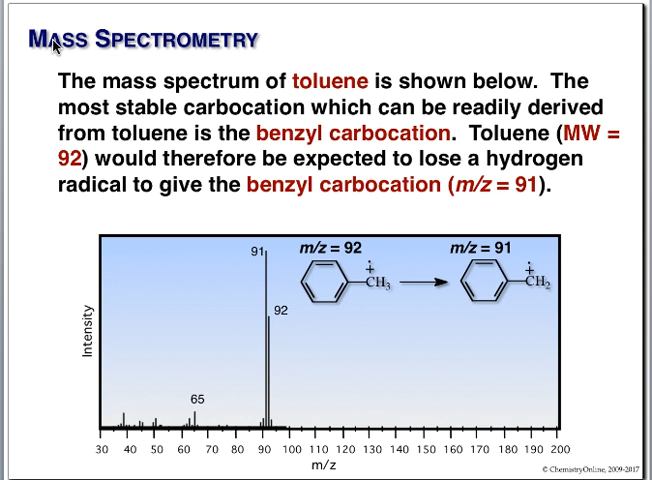 MASS SPECTROMETRY
The mass spectrum of toluene is shown below. The
most stable carbocation which can be readily derived
from toluene is the benzyl carbocation. Toluene (MW =
92) would therefore be expected to lose a hydrogen
radical to give the benzyl carbocation (m/z = 91).
91
m/z = 92
m/z = 91
·
+
CH3
·
+
CH2
92
Intensity
65
30 40 50 60 70 80 90 100 110 120 130 140 150 160 170 180 190 200
m/z
© ChemistryOnline, 2009-2017